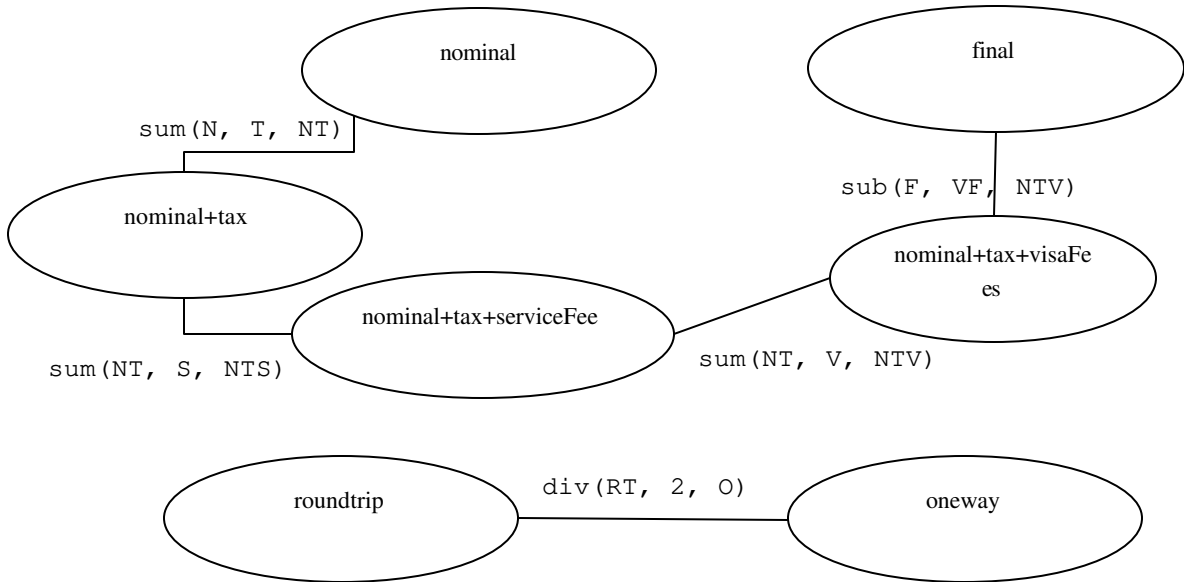 nominal
final
sum(N, T, NT)
sub(F, VF, NTV)
nominal+tax
nominal+tax+visaFe
es
nominal+tax+serviceFee
sum(NT, S, NTS)
sum(NT, V, NTV)
roundtrip
div(RT, 2, O)
oneway